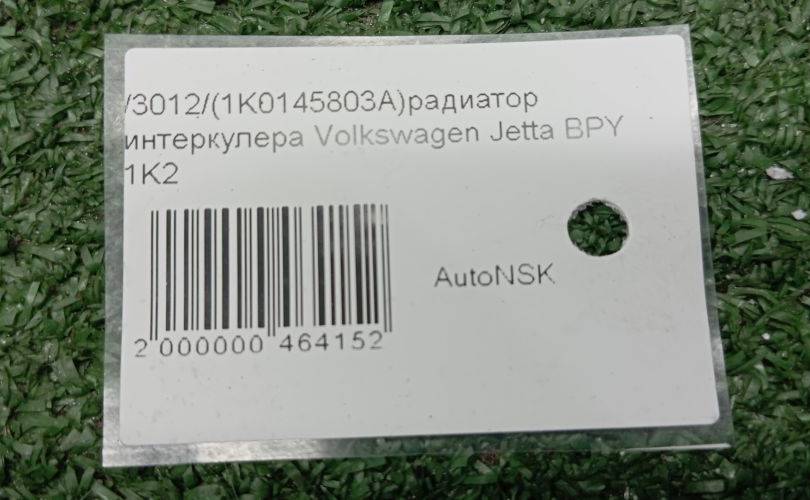 /3012/(1K0145803A)радиатор
интеркулера Volkswagen Jetta BPY
1K2
AutoNSK
2 000000 464152